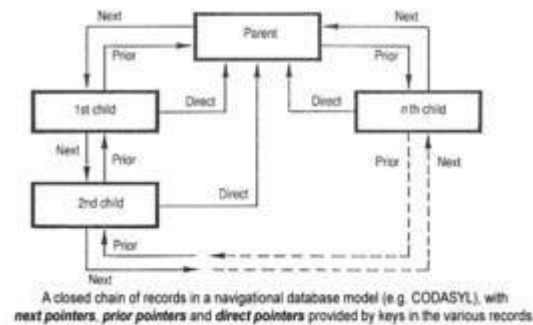 Next
Parent
Prior
Prior
Next
1st child
Direct
Direct
nth child
Next
Prior
Prior
Next
2nd child
Direct
Prior
Next
A closed chain of records in a navigational database model (e.g. CODASYL), with
next pointers, prior pointers and direct pointers provided by keys in the various records